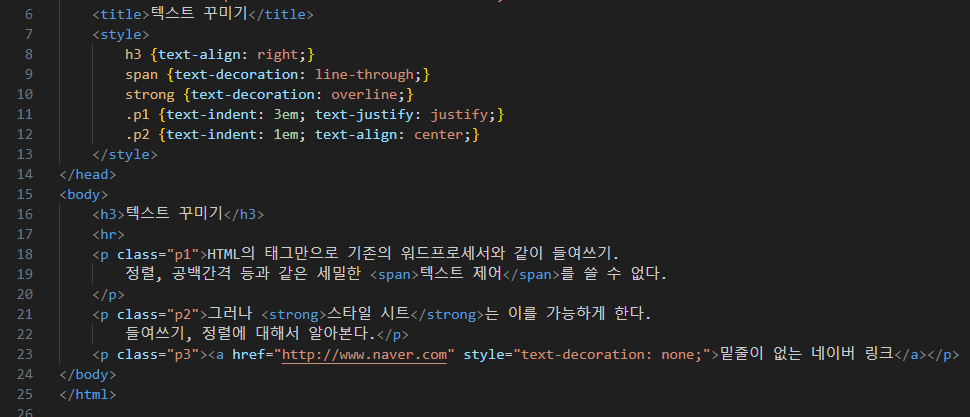 6 <title>텍스트 꾸미기</title>
7 <style>
8 h3 {text-align: right;}
9 span {text-decoration: line-through;}
10 strong {text-decoration: overline;}
11 .p1 {text-indent: 3em; text-justify: justify;}
12 .p2 {text-indent: 1em; text-align: center;}
13 </style>
14 </head>
15 <body>
16 <h3>텍스트 꾸미기</h3>
17 <hr>
18 <p class="p1">HTML의 태그만으로 기존의 워드프로세서와 같이 들여쓰기.
19 정렬, 공백간격 등과 같은 세밀한 <span>텍스트 제어</span>를 쓸 수 없다.
20 </p>
21 <p class="p2">그러나 <strong>스타일 시트</strong>는 이를 가능하게 한다.
22 들여쓰기, 정렬에 대해서 알아본다.</p>
23 <p class="p3"><a href="http://www.naver.com" style="text-decoration: none;">밑줄이 없는 네이버 링크</a></p>
24 </body>
25 </html>
26